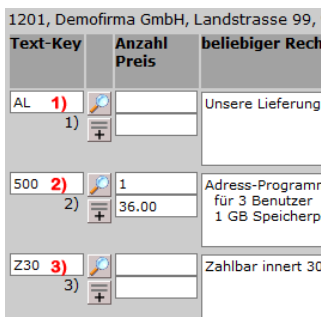 1201, Demofirma GmbH, Landstrasse 99,
Text-Key Anzahl Preis beliebiger Rech
AL 1) Unsere Lieferung
1)
500 2) 1 Adress-Programm
2) 36.00 für 3 Benutzer
1 GB Speicherp
Z30 3) Zahlbar innert 30
3)